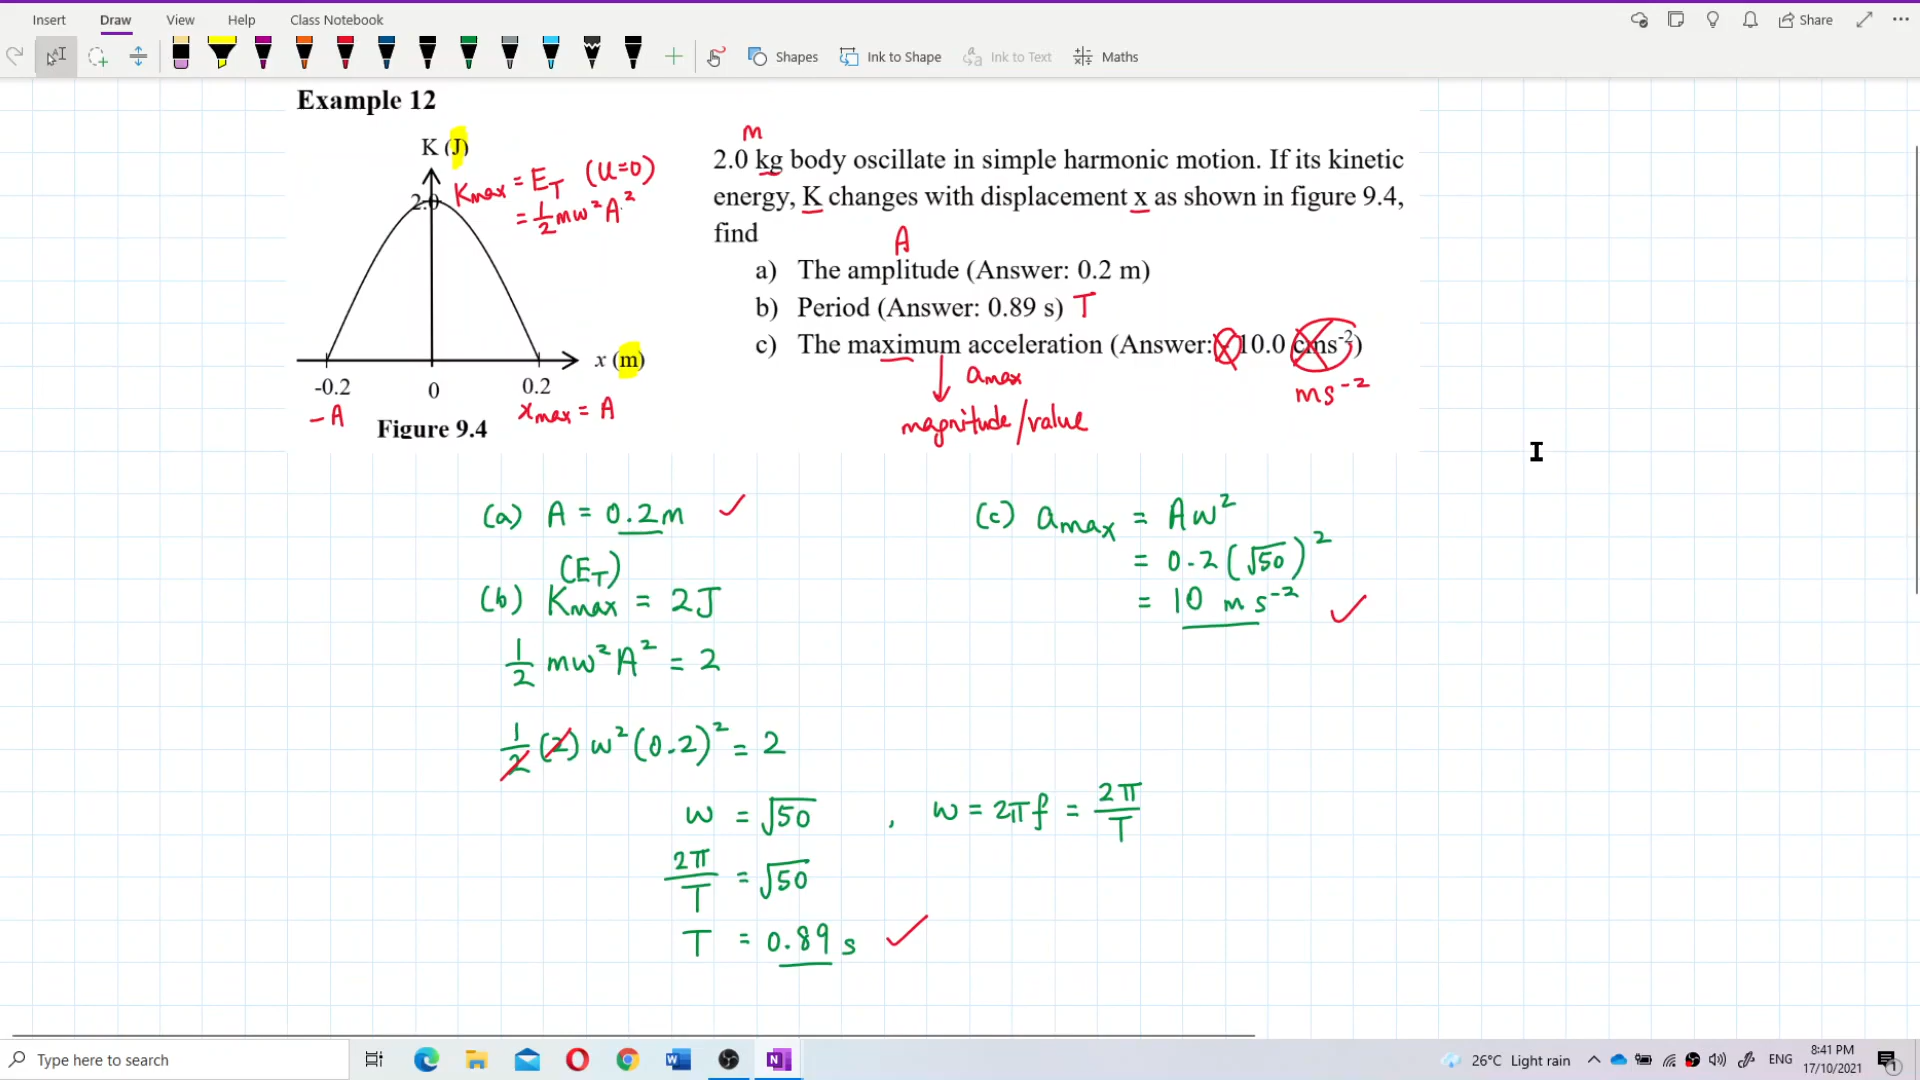 Insert Draw View Help Class Notebook Share
Shapes Ink to Shape Ink to Text Maths
Example 12
K (J)
2.0
Kmax = ET (U=0)
= 1/2 mω²A²
-0.2 0 0.2 x (m)
-A xmax = A
Figure 9.4
m
2.0 kg body oscillate in simple harmonic motion. If its kinetic
energy, K changes with displacement x as shown in figure 9.4,
find
A
a) The amplitude (Answer: 0.2 m)
b) Period (Answer: 0.89 s) T
c) The maximum acceleration (Answer: -10.0 cms⁻²)
amax
ms⁻²
magnitude/value
(a) A = 0.2m
(ET)
(b) Kmax = 2J
1/2 mω²A² = 2
1/2 (2) ω²(0.2)² = 2
ω = √50 , ω = 2πf = 2π/T
2π/T = √50
T = 0.89 s
(c) amax = Aω²
= 0.2(√50)²
= 10 m s⁻²
Type here to search
26°C Light rain
ENG
8:41 PM
17/10/2021
1